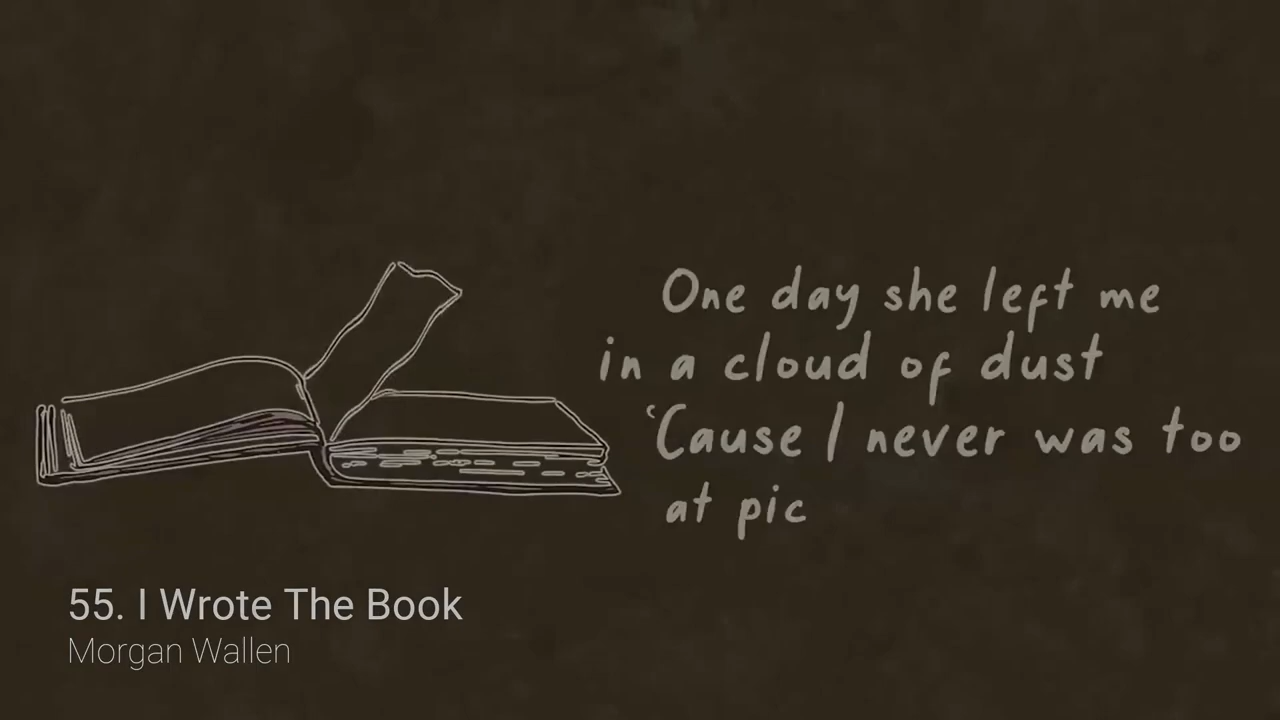 One day she left me
in a cloud of dust
‘Cause I never was too
at pic
55. I Wrote The Book
Morgan Wallen